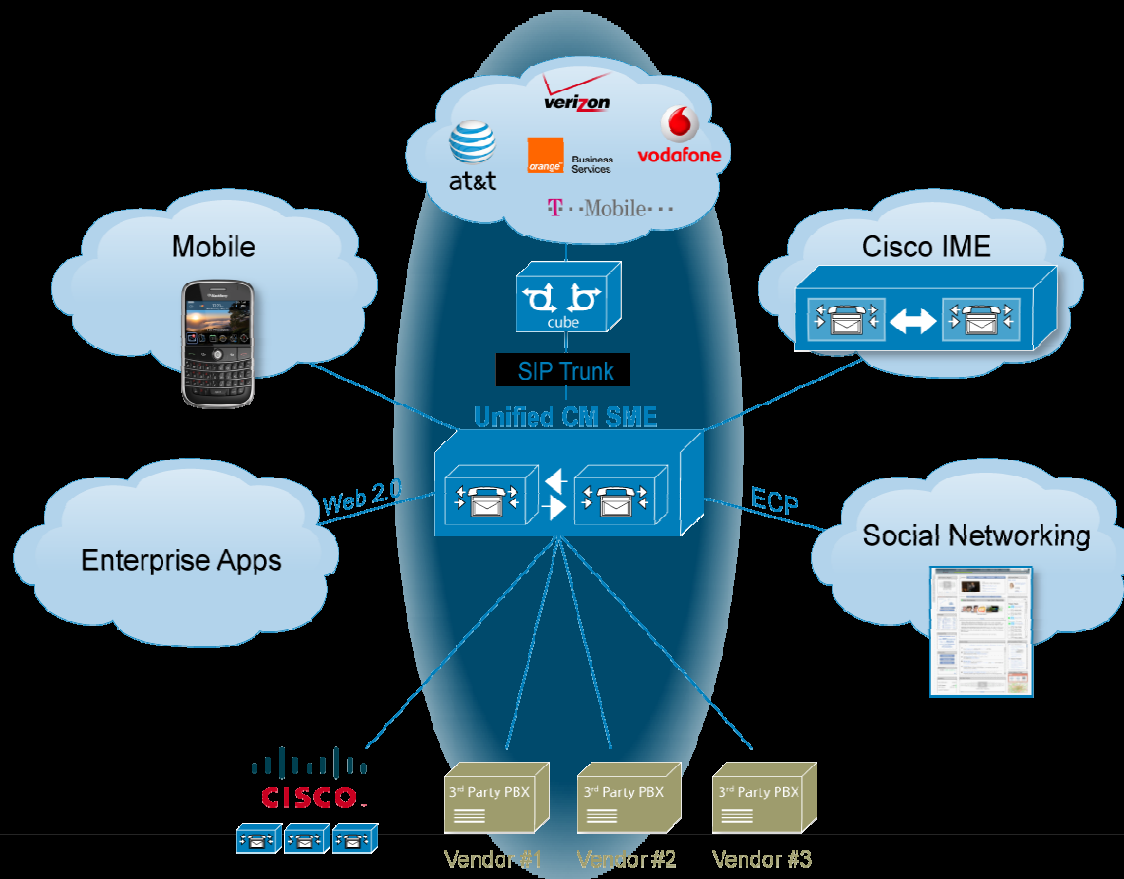 verizon
at&t
orange™
Business
Services
vodafone
T··Mobile···
Mobile
Cisco IME
cube
SIP Trunk
Unified CM SME
Web 2.0
ECP
Enterprise Apps
Social Networking
CISCO™
3rd Party PBX
3rd Party PBX
3rd Party PBX
Vendor #1
Vendor #2
Vendor #3